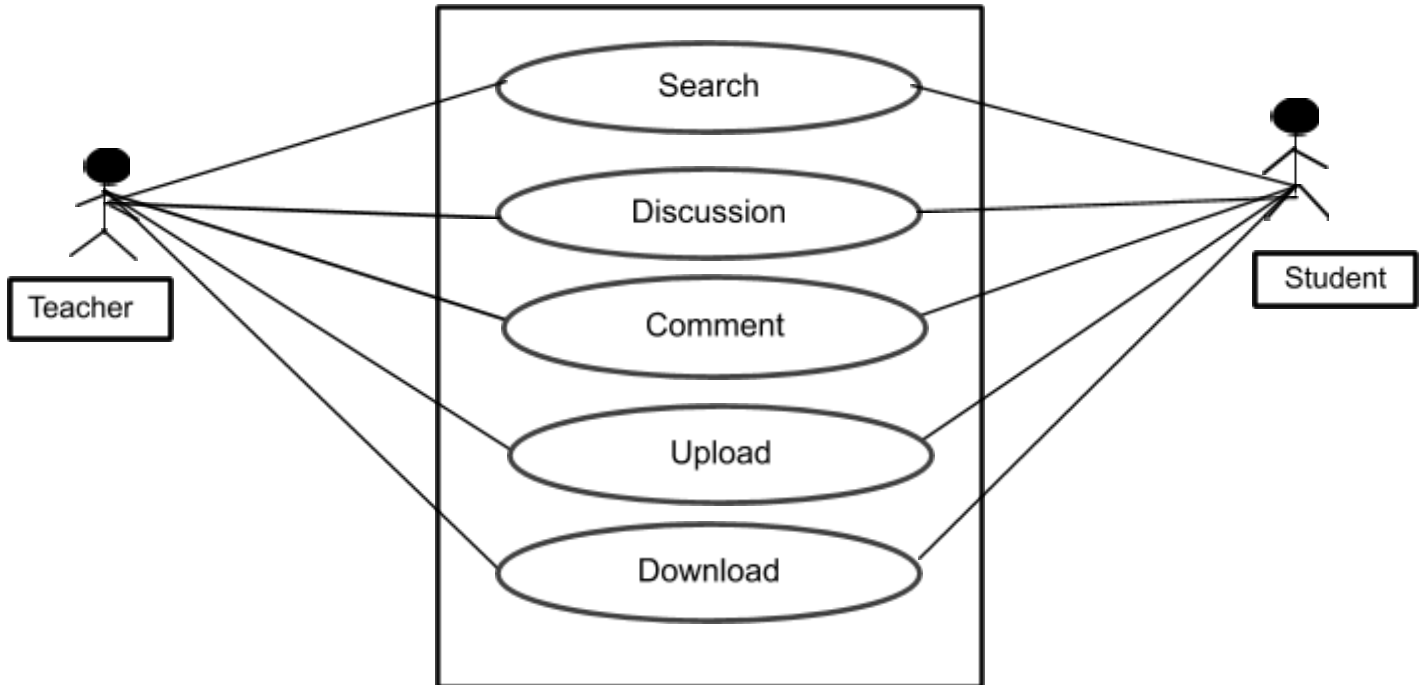 Search
Discussion
Teacher
Student
Comment
Upload
Download